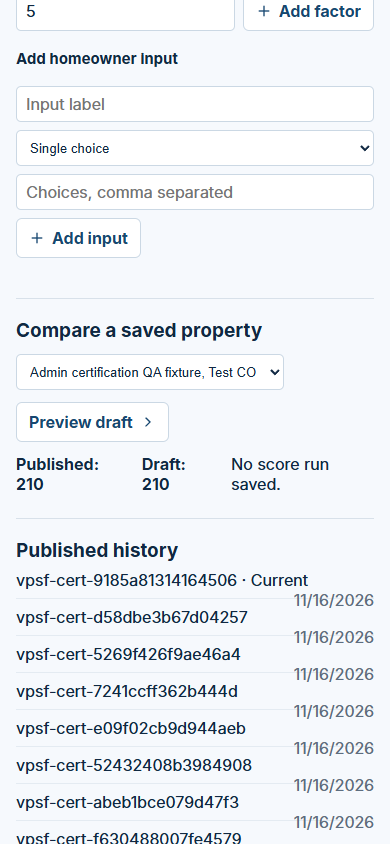 5
Add factor
Add homeowner input
Input label
Single choice
Choices, comma separated
Add input
Compare a saved property
Admin certification QA fixture, Test CO
Preview draft
Published: 210
Draft: 210
No score run saved.
Published history
vpsf-cert-9185a81314164506 · Current
11/16/2026
vpsf-cert-d58dbe3b67d04257
11/16/2026
vpsf-cert-5269f426f9ae46a4
11/16/2026
vpsf-cert-7241ccff362b444d
11/16/2026
vpsf-cert-e09f02cb9d944aeb
11/16/2026
vpsf-cert-52432408b3984908
11/16/2026
vpsf-cert-abeb1bce079d47f3
11/16/2026
vpsf-cert-f630488007fe4579